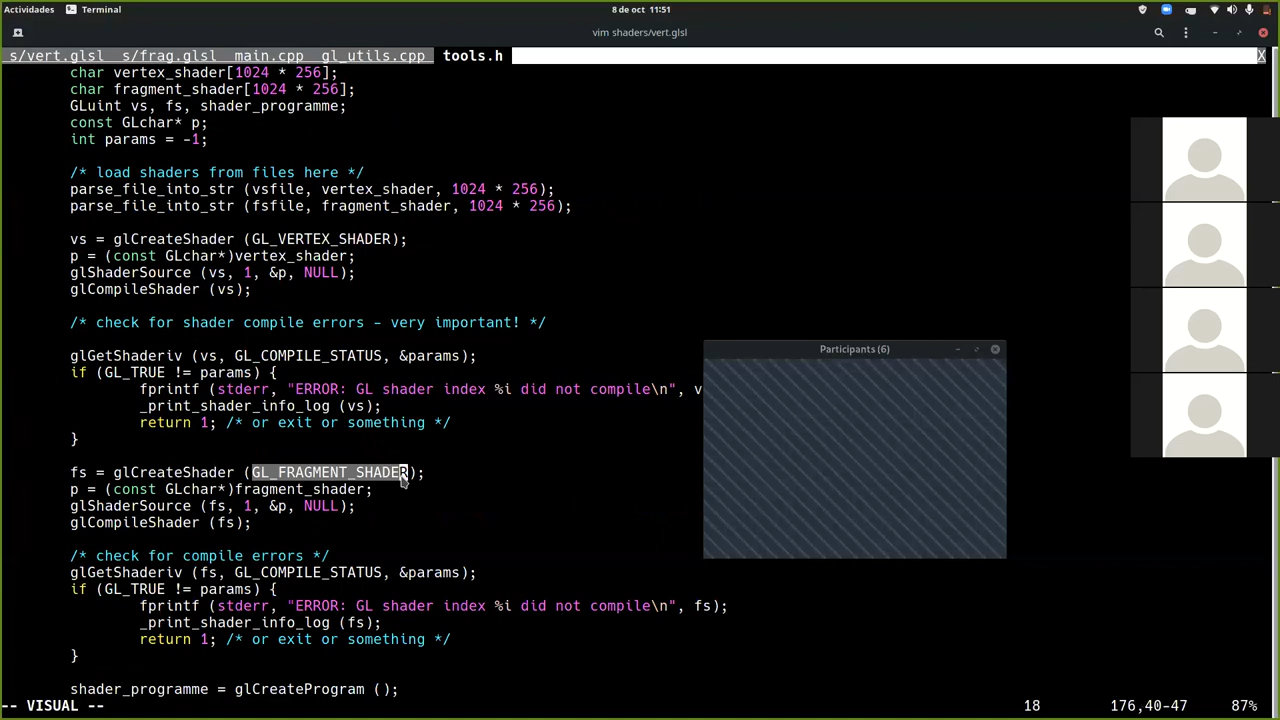 Actividades Terminal 8 de oct 11:51
vim shaders/vert.glsl
s/vert.glsl s/frag.glsl main.cpp gl_utils.cpp tools.h X
char vertex_shader[1024 * 256];
char fragment_shader[1024 * 256];
GLuint vs, fs, shader_programme;
const GLchar* p;
int params = -1;
/* load shaders from files here */
parse_file_into_str (vsfile, vertex_shader, 1024 * 256);
parse_file_into_str (fsfile, fragment_shader, 1024 * 256);
vs = glCreateShader (GL_VERTEX_SHADER);
p = (const GLchar*)vertex_shader;
glShaderSource (vs, 1, &p, NULL);
glCompileShader (vs);
/* check for shader compile errors - very important! */
glGetShaderiv (vs, GL_COMPILE_STATUS, &params);
if (GL_TRUE != params) {
fprintf (stderr, "ERROR: GL shader index %i did not compile\n", v
_print_shader_info_log (vs);
return 1; /* or exit or something */
}
fs = glCreateShader (GL_FRAGMENT_SHADER);
p = (const GLchar*)fragment_shader;
glShaderSource (fs, 1, &p, NULL);
glCompileShader (fs);
/* check for compile errors */
glGetShaderiv (fs, GL_COMPILE_STATUS, &params);
if (GL_TRUE != params) {
fprintf (stderr, "ERROR: GL shader index %i did not compile\n", fs);
_print_shader_info_log (fs);
return 1; /* or exit or something */
}
shader_programme = glCreateProgram ();
-- VISUAL -- 18 176,40-47 87%
Participants (6)